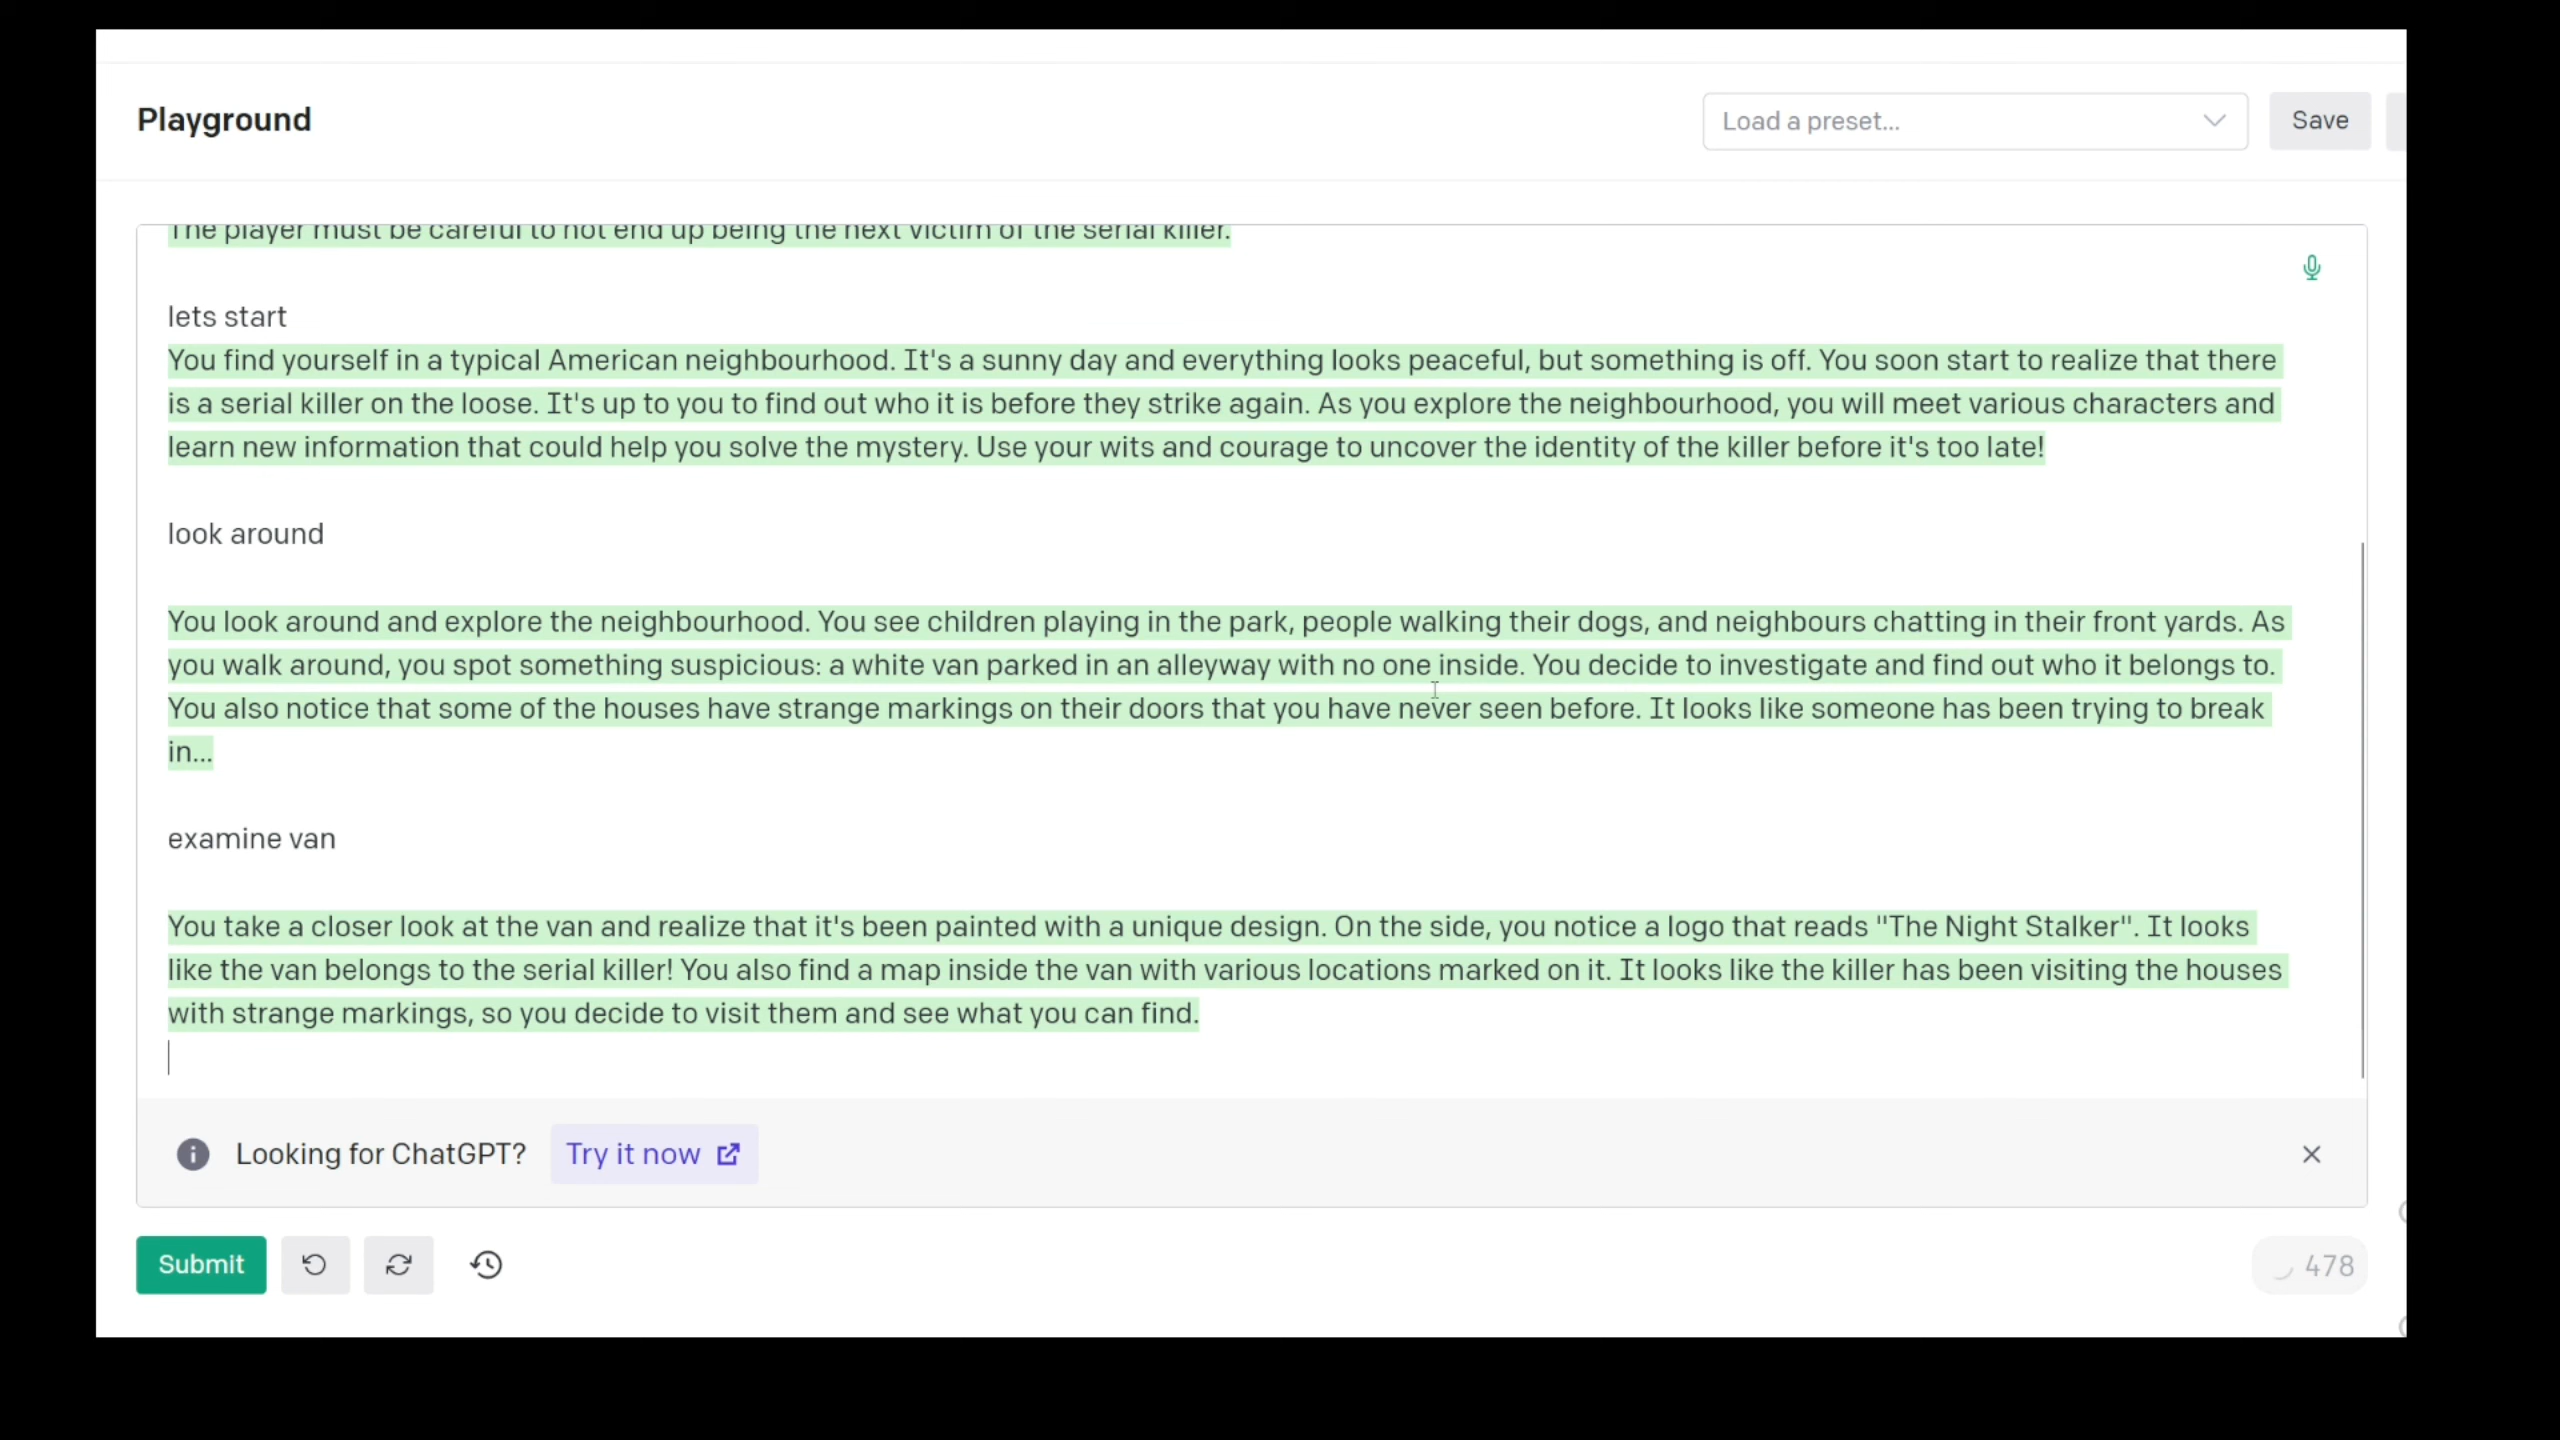 Playground
Load a preset...
Save
The player must be careful to not end up being the next victim of the serial killer.
lets start
You find yourself in a typical American neighbourhood. It's a sunny day and everything looks peaceful, but something is off. You soon start to realize that there
is a serial killer on the loose. It's up to you to find out who it is before they strike again. As you explore the neighbourhood, you will meet various characters and
learn new information that could help you solve the mystery. Use your wits and courage to uncover the identity of the killer before it's too late!
look around
You look around and explore the neighbourhood. You see children playing in the park, people walking their dogs, and neighbours chatting in their front yards. As
you walk around, you spot something suspicious: a white van parked in an alleyway with no one inside. You decide to investigate and find out who it belongs to.
You also notice that some of the houses have strange markings on their doors that you have never seen before. It looks like someone has been trying to break
in...
examine van
You take a closer look at the van and realize that it's been painted with a unique design. On the side, you notice a logo that reads "The Night Stalker". It looks
like the van belongs to the serial killer! You also find a map inside the van with various locations marked on it. It looks like the killer has been visiting the houses
with strange markings, so you decide to visit them and see what you can find.
Looking for ChatGPT? Try it now
Submit
478